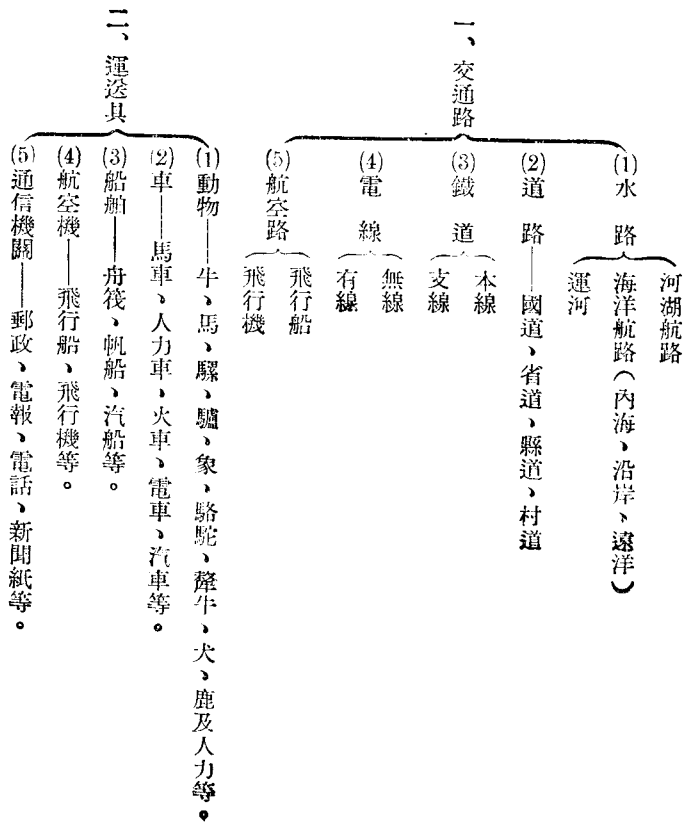 一、交通路
(1)水路
河湖航路
海洋航路(內海、沿岸、遠洋)
運河
(2)道路——國道、省道、縣道、村道
(3)鐵道
本線
支線
(4)電線
無線
有線
(5)航空路
飛行船
飛行機
二、運送具
(1)動物——牛、馬、騾、驢、象、駱駝、犛牛、犬、鹿及人力等。
(2)車——馬車、人力車、火車、電車、汽車等。
(3)船舶——舟筏、帆船、汽船等。
(4)航空機——飛行船、飛行機等。
(5)通信機關——郵政、電報、電話、新聞紙等。